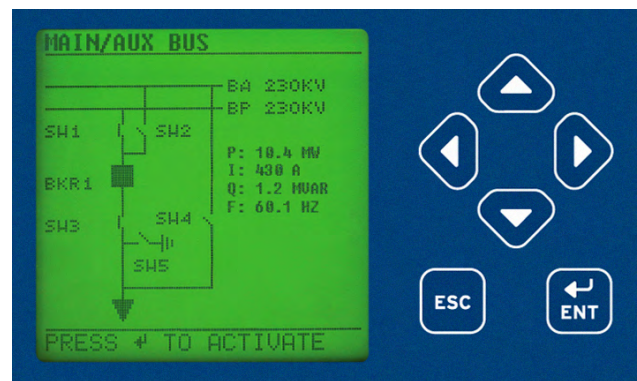 MAIN/AUX BUS
BA 230KV
BP 230KV
SW1 SW2
P: 10.4 MW
I: 430 A
BKR1
Q: 1.2 MVAR
F: 60.1 HZ
SW3 SW4
SW5
PRESS ↵ TO ACTIVATE
ESC
ENT